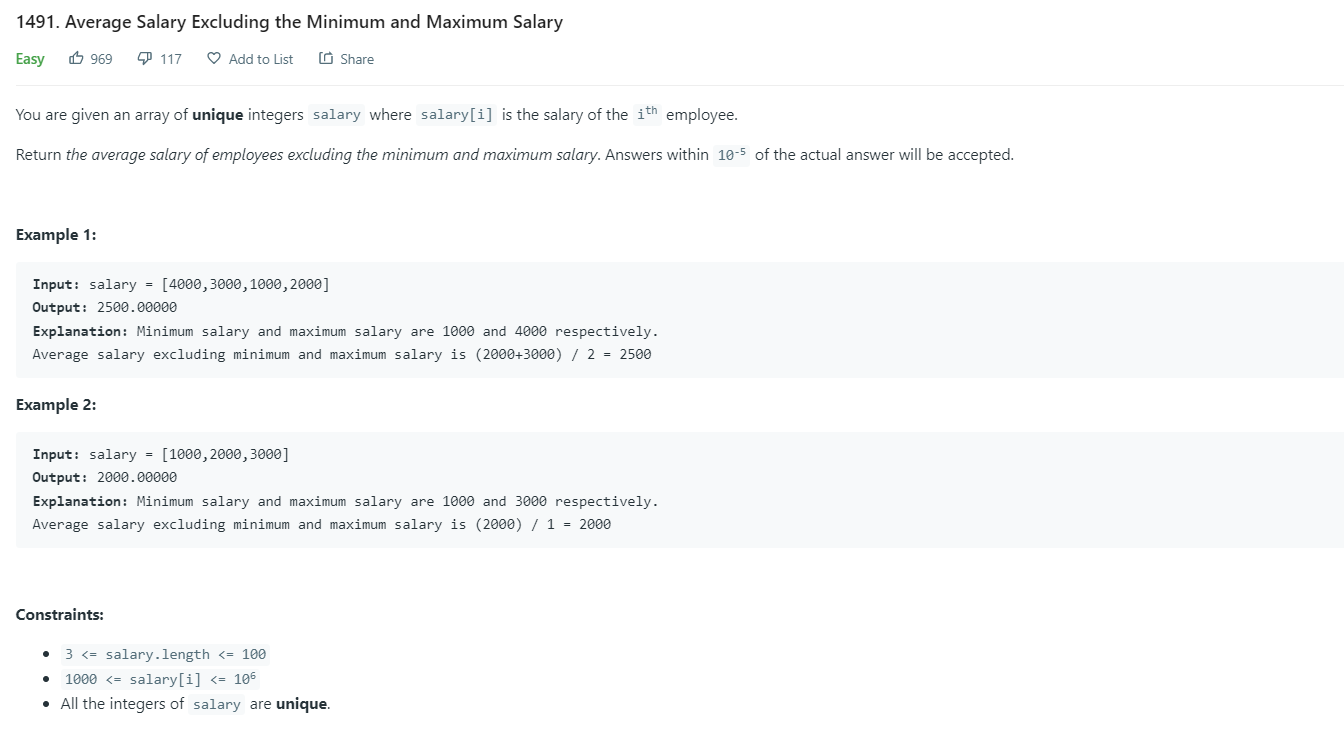 1491. Average Salary Excluding the Minimum and Maximum Salary
Easy 969 117 Add to List Share
You are given an array of unique integers salary where salary[i] is the salary of the iᵗʰ employee.
Return the average salary of employees excluding the minimum and maximum salary. Answers within 10⁻⁵ of the actual answer will be accepted.
Example 1:
Input: salary = [4000,3000,1000,2000]
Output: 2500.00000
Explanation: Minimum salary and maximum salary are 1000 and 4000 respectively.
Average salary excluding minimum and maximum salary is (2000+3000) / 2 = 2500
Example 2:
Input: salary = [1000,2000,3000]
Output: 2000.00000
Explanation: Minimum salary and maximum salary are 1000 and 3000 respectively.
Average salary excluding minimum and maximum salary is (2000) / 1 = 2000
Constraints:
• 3 <= salary.length <= 100
• 1000 <= salary[i] <= 10⁶
• All the integers of salary are unique.